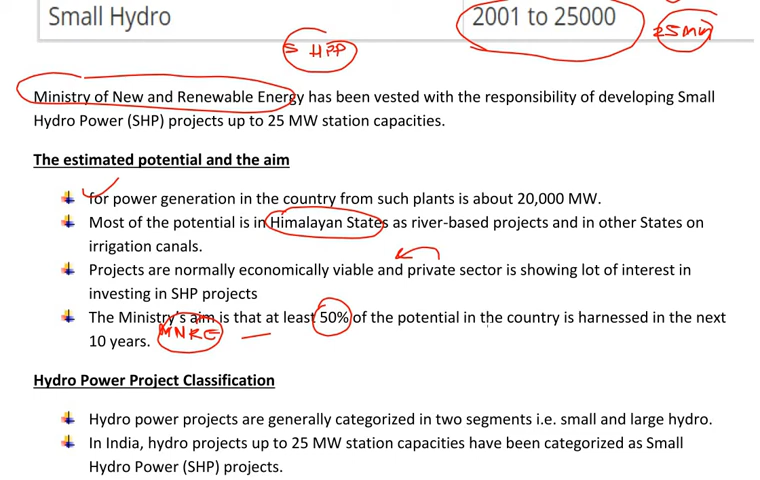 Small Hydro 2001 to 25000
25MW
S HPP
Ministry of New and Renewable Energy has been vested with the responsibility of developing Small
Hydro Power (SHP) projects up to 25 MW station capacities.
The estimated potential and the aim
for power generation in the country from such plants is about 20,000 MW.
Most of the potential is in Himalayan States as river-based projects and in other States on
irrigation canals.
Projects are normally economically viable and private sector is showing lot of interest in
investing in SHP projects
The Ministry's aim is that at least 50% of the potential in the country is harnessed in the next
10 years. MNRE
Hydro Power Project Classification
Hydro power projects are generally categorized in two segments i.e. small and large hydro.
In India, hydro projects up to 25 MW station capacities have been categorized as Small
Hydro Power (SHP) projects.